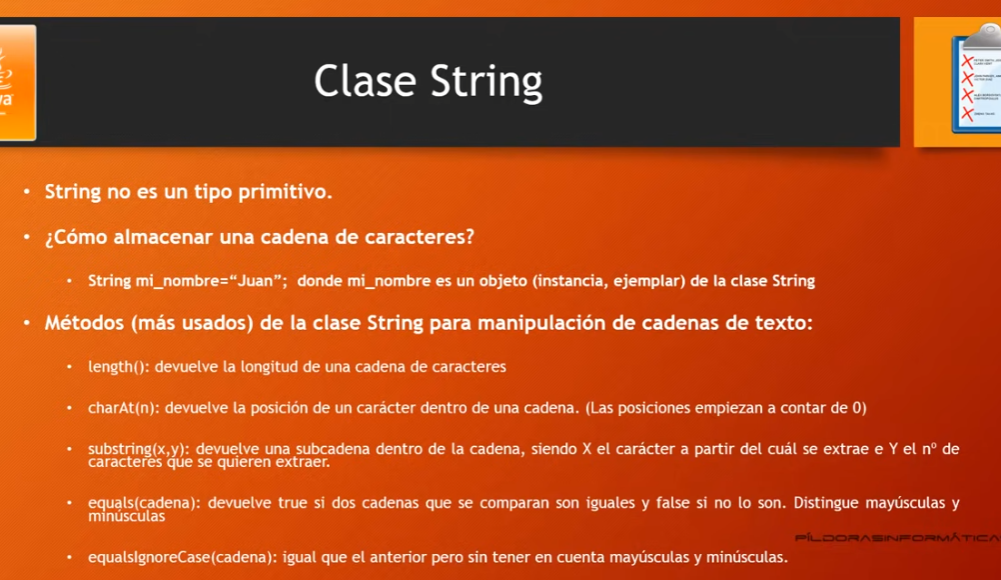 Clase String
• String no es un tipo primitivo.
• ¿Cómo almacenar una cadena de caracteres?
• String mi_nombre=“Juan”;  donde mi_nombre es un objeto (instancia, ejemplar) de la clase String
• Métodos (más usados) de la clase String para manipulación de cadenas de texto:
• length(): devuelve la longitud de una cadena de caracteres
• charAt(n): devuelve la posición de un carácter dentro de una cadena. (Las posiciones empiezan a contar de 0)
• substring(x,y): devuelve una subcadena dentro de la cadena, siendo X el carácter a partir del cuál se extrae e Y el nº de
caracteres que se quieren extraer.
• equals(cadena): devuelve true si dos cadenas que se comparan son iguales y false si no lo son. Distingue mayúsculas y
minúsculas
PÍLDORASINFORMÁTICA
• equalsIgnoreCase(cadena): igual que el anterior pero sin tener en cuenta mayúsculas y minúsculas.